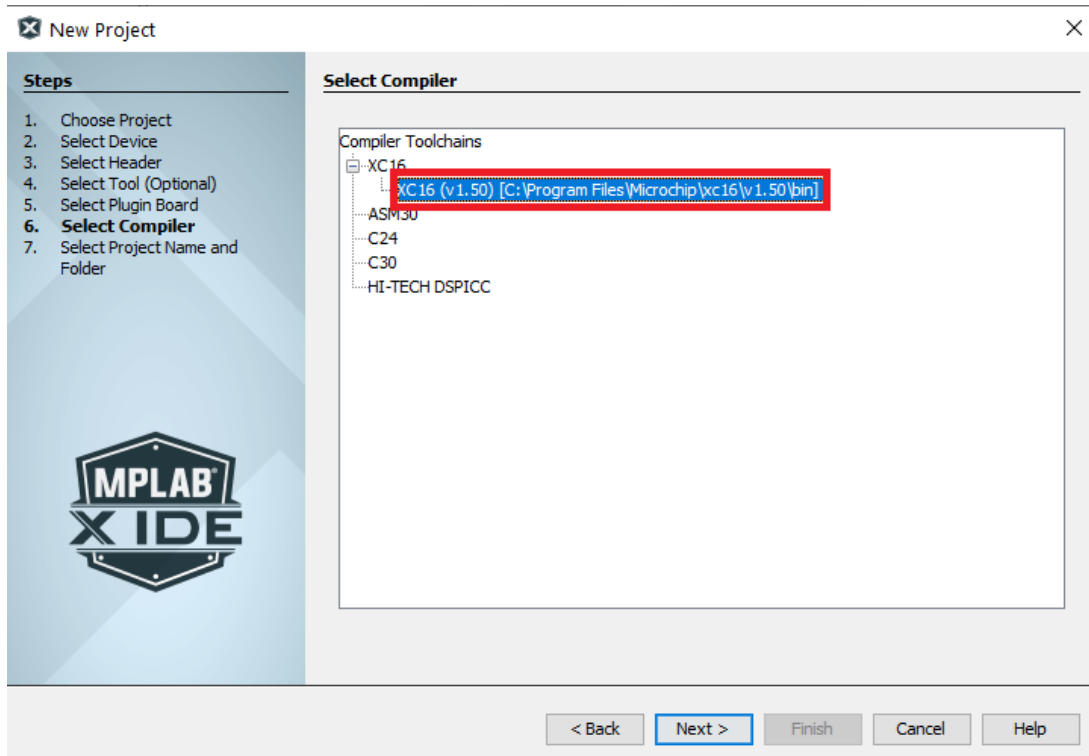 New Project
Steps
1. Choose Project
2. Select Device
3. Select Header
4. Select Tool (Optional)
5. Select Plugin Board
6. Select Compiler
7. Select Project Name and
Folder
MPLAB®
X IDE
Select Compiler
Compiler Toolchains
XC16
XC16 (v1.50) [C:\Program Files\Microchip\xc16\v1.50\bin]
ASM30
C24
C30
HI-TECH DSPICC
< Back
Next >
Finish
Cancel
Help